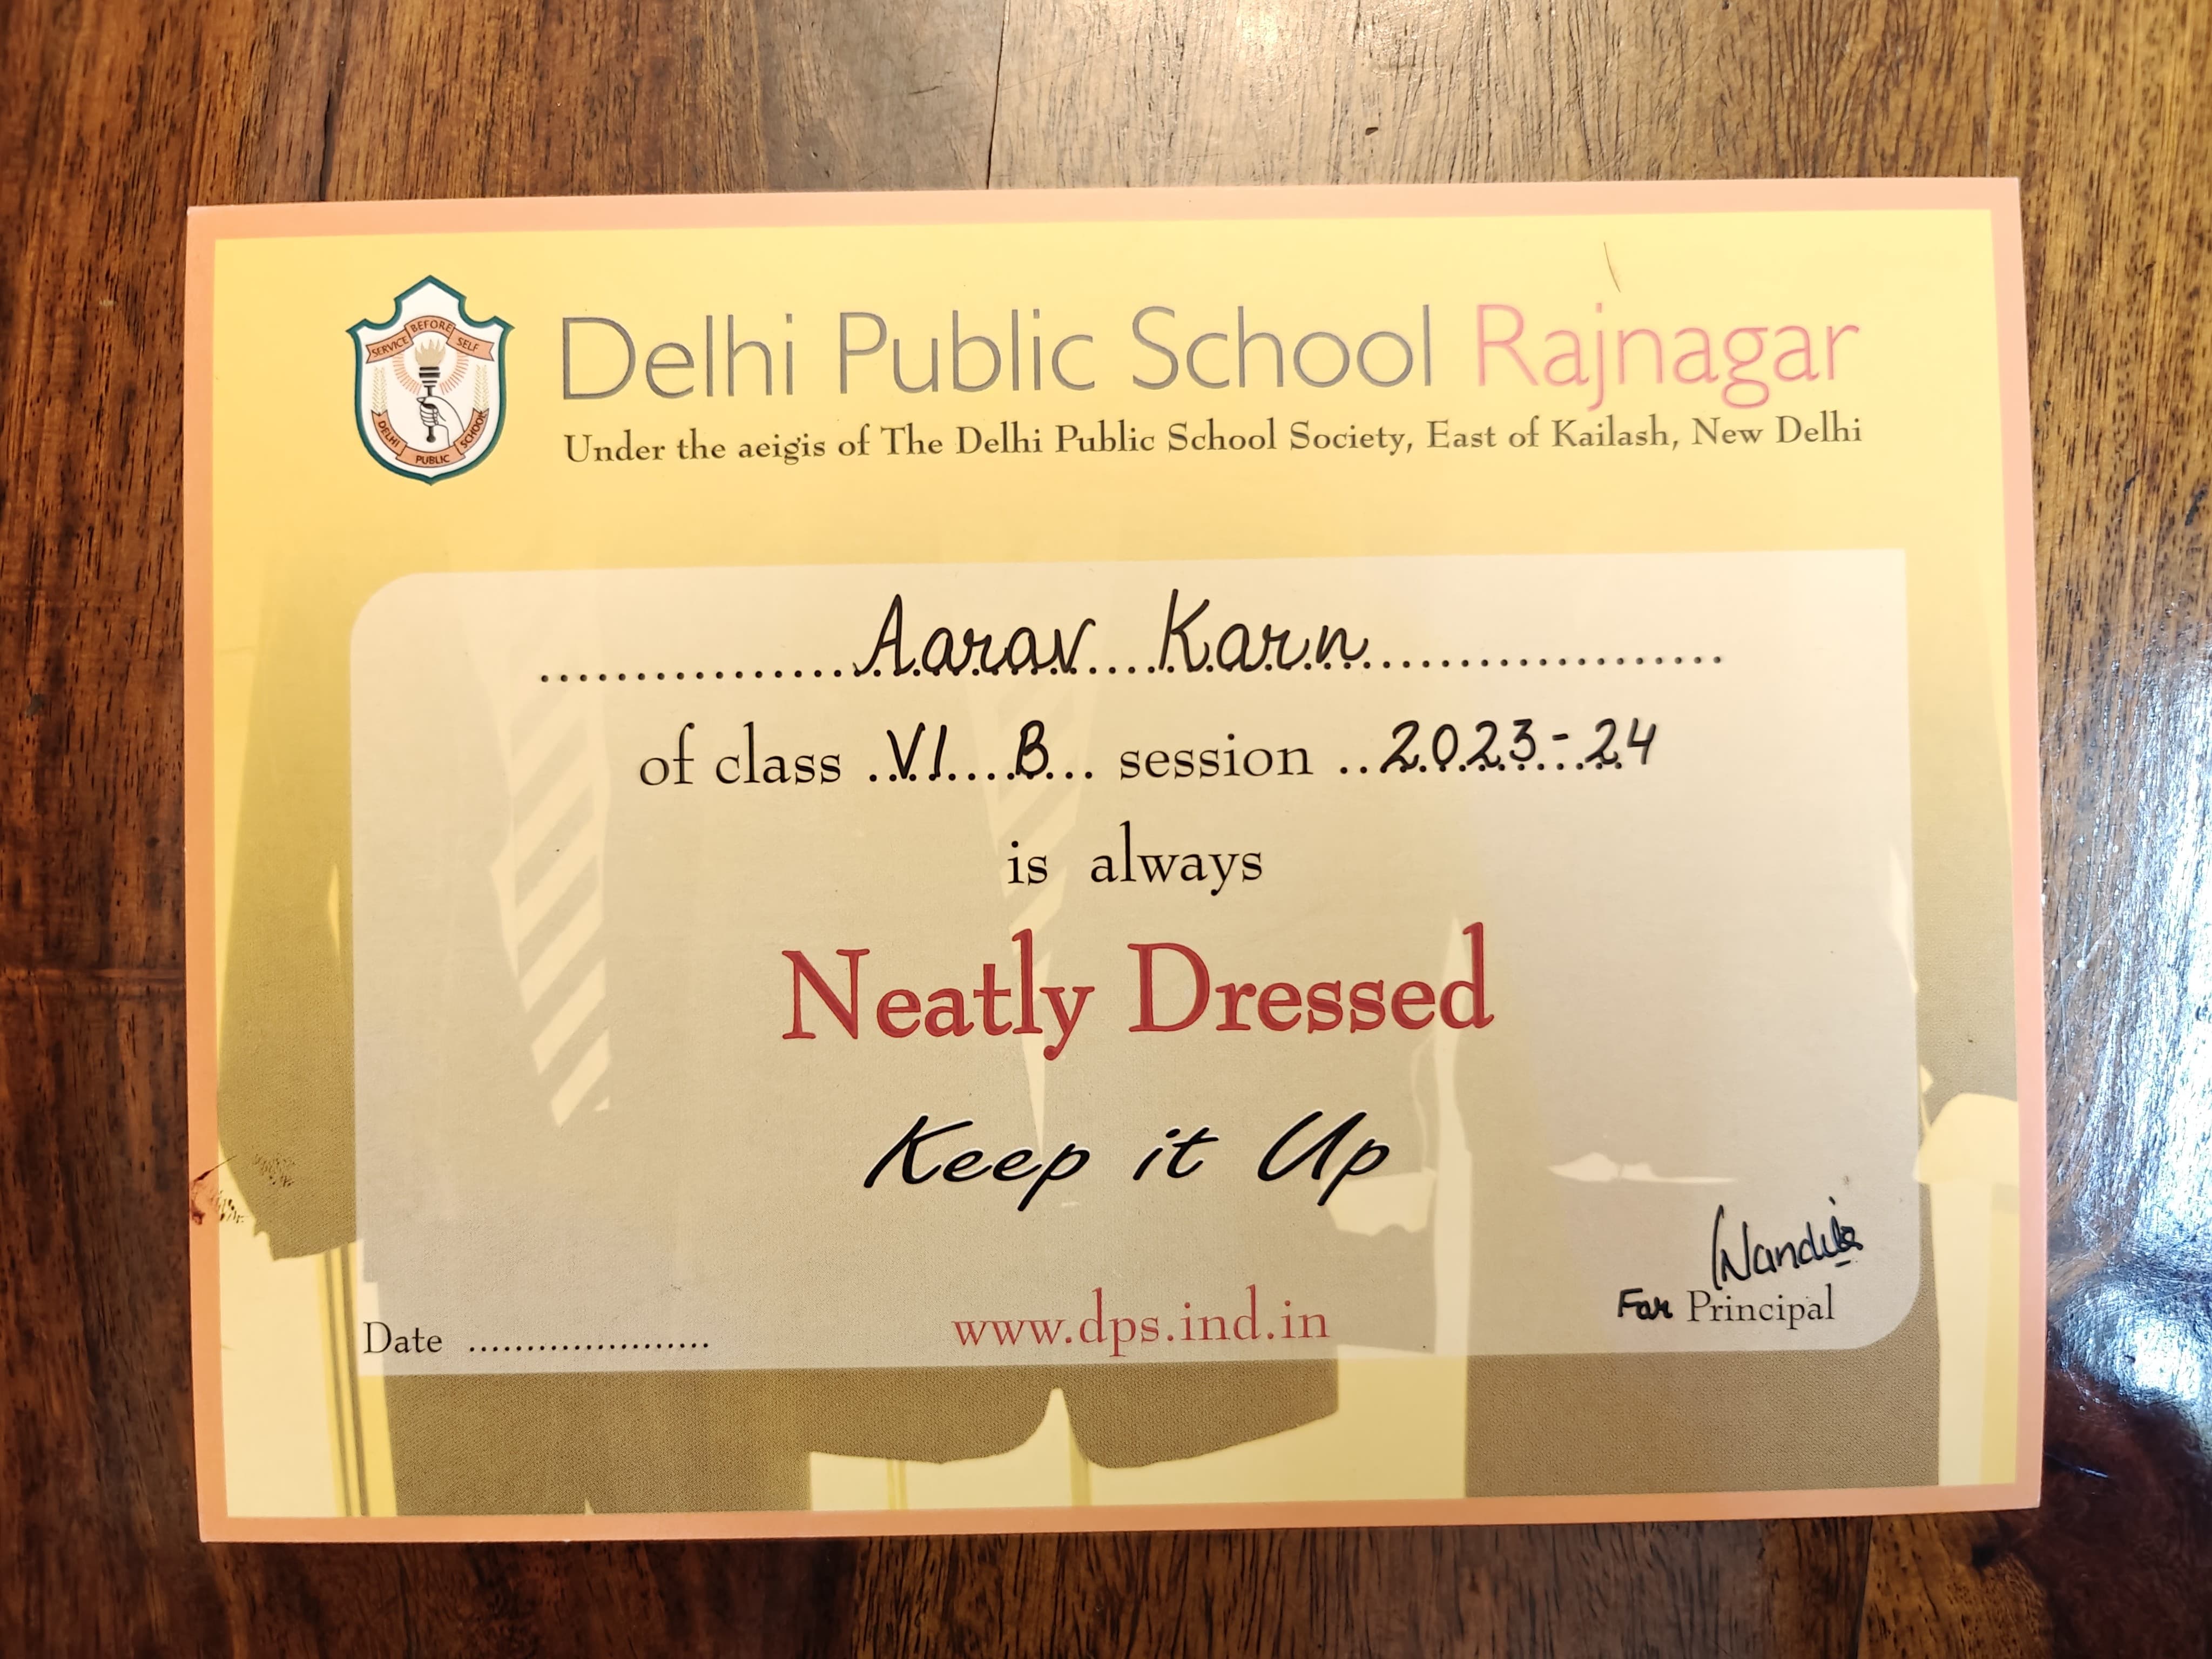 SERVICE BEFORE SELF
DELHI PUBLIC SCHOOL
Delhi Public School Rajnagar
Under the aeigis of The Delhi Public School Society, East of Kailash, New Delhi
Aarav Karn
of class VI B session 2023-24
is always
Neatly Dressed
Keep it Up
For Principal
Date ..................... www.dps.ind.in